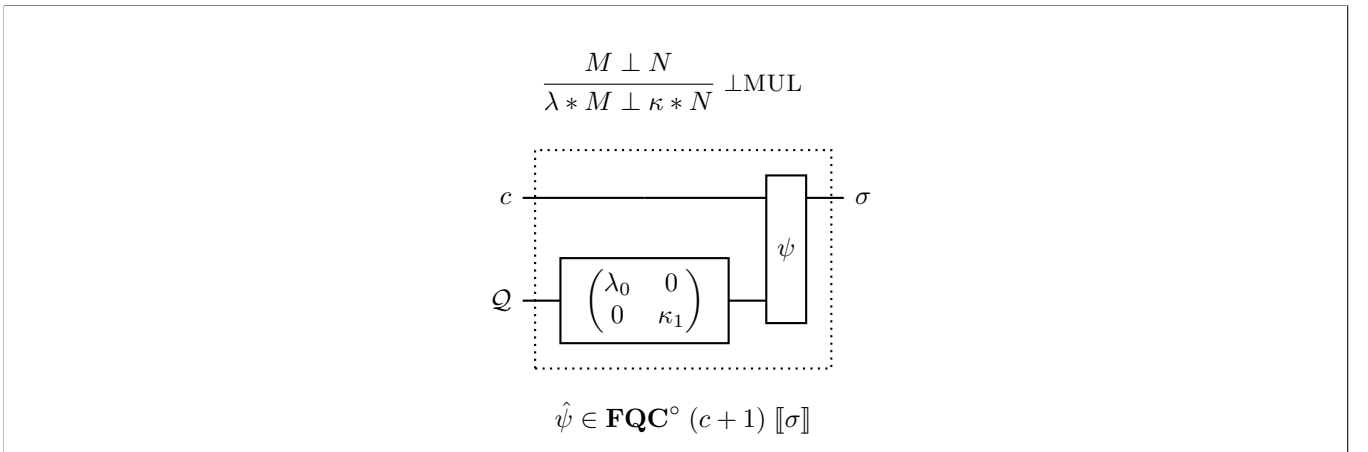 M ⊥ N
λ ∗ M ⊥ κ ∗ N ⊥MUL
c σ
ψ
𝒬 (λ₀ 0
0 κ₁)
ψ̂ ∈ FQC° (c + 1) ⟦σ⟧